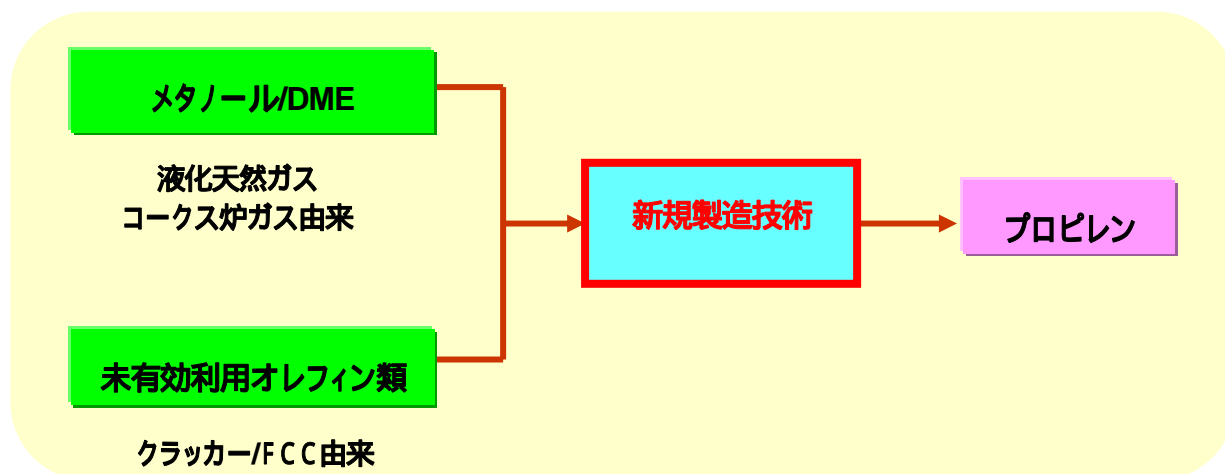 メタノール/DME
液化天然ガス
コークス炉ガス由来
新規製造技術
プロピレン
未有効利用オレフィン類
クラッカー/FCC由来